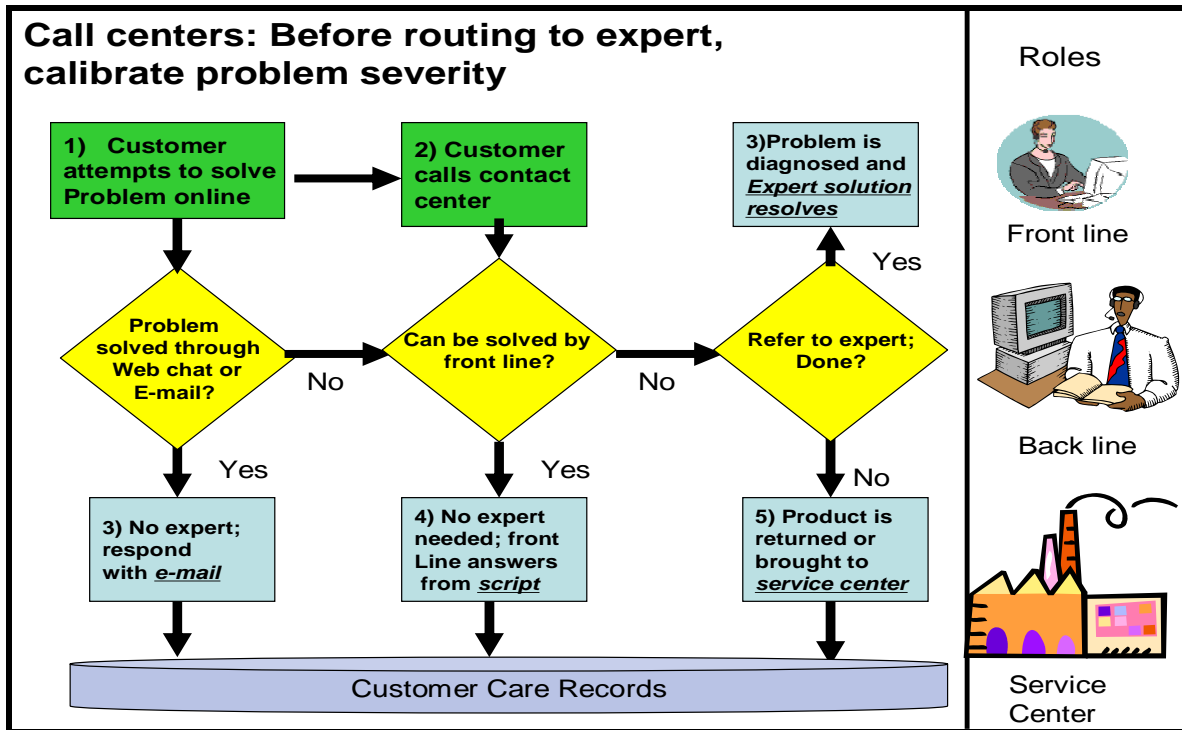 Call centers: Before routing to expert,
calibrate problem severity
1) Customer
attempts to solve
Problem online
2) Customer
calls contact
center
3)Problem is
diagnosed and
Expert solution
resolves
Yes
Problem
solved through
Web chat or
E-mail?
No
Can be solved by
front line?
No
Refer to expert;
Done?
Yes
Yes
No
3) No expert;
respond
with e-mail
4) No expert
needed; front
Line answers
from script
5) Product is
returned or
brought to
service center
Customer Care Records
Roles
Front line
Back line
Service
Center